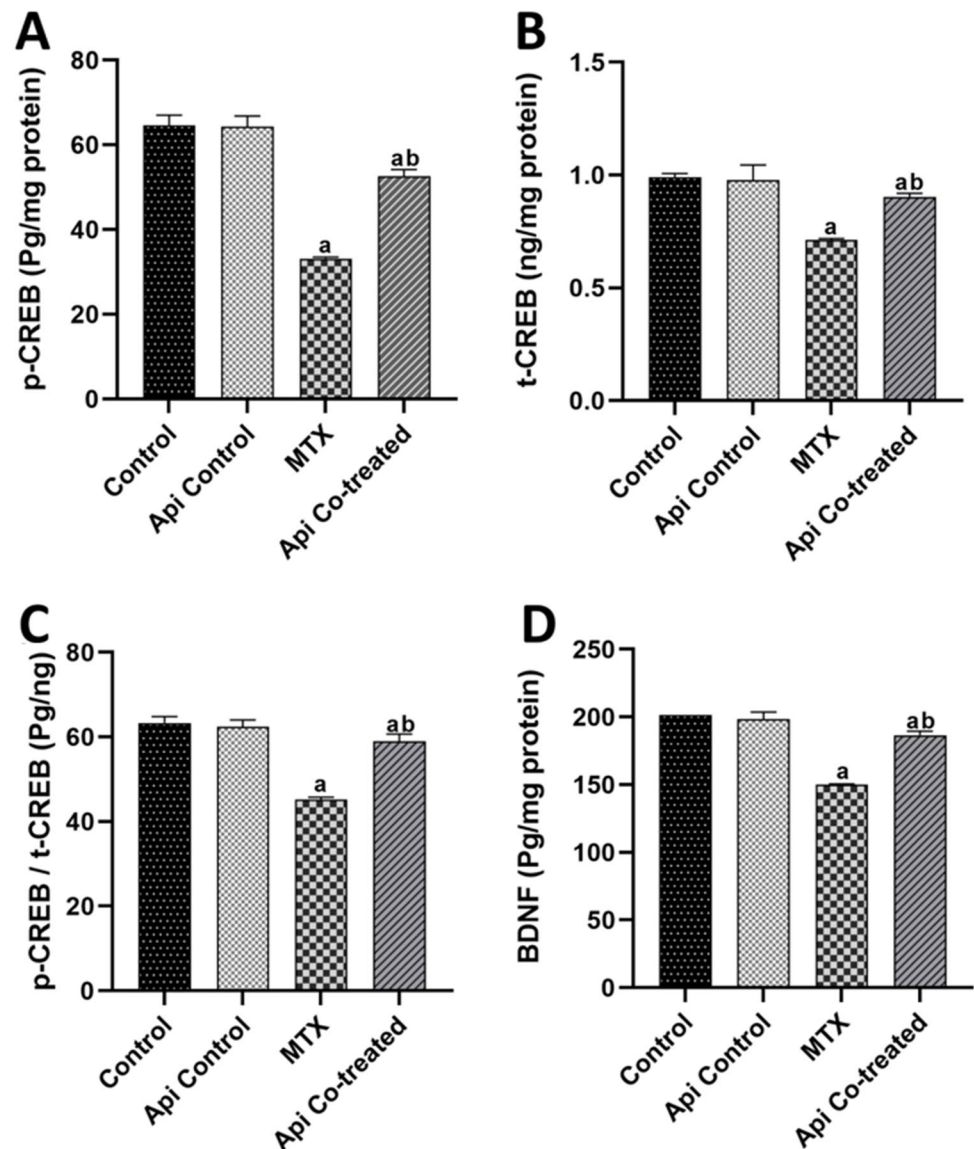 A
p-CREB (Pg/mg protein)
80
60
40
20
0
a
ab
Control
Api Control
MTX
Api Co-treated
B
t-CREB (ng/mg protein)
1.5
1.0
0.5
0.0
a
ab
Control
Api Control
MTX
Api Co-treated
C
p-CREB / t-CREB (Pg/ng)
80
60
40
20
0
a
ab
Control
Api Control
MTX
Api Co-treated
D
BDNF (Pg/mg protein)
250
200
150
100
50
0
a
ab
Control
Api Control
MTX
Api Co-treated